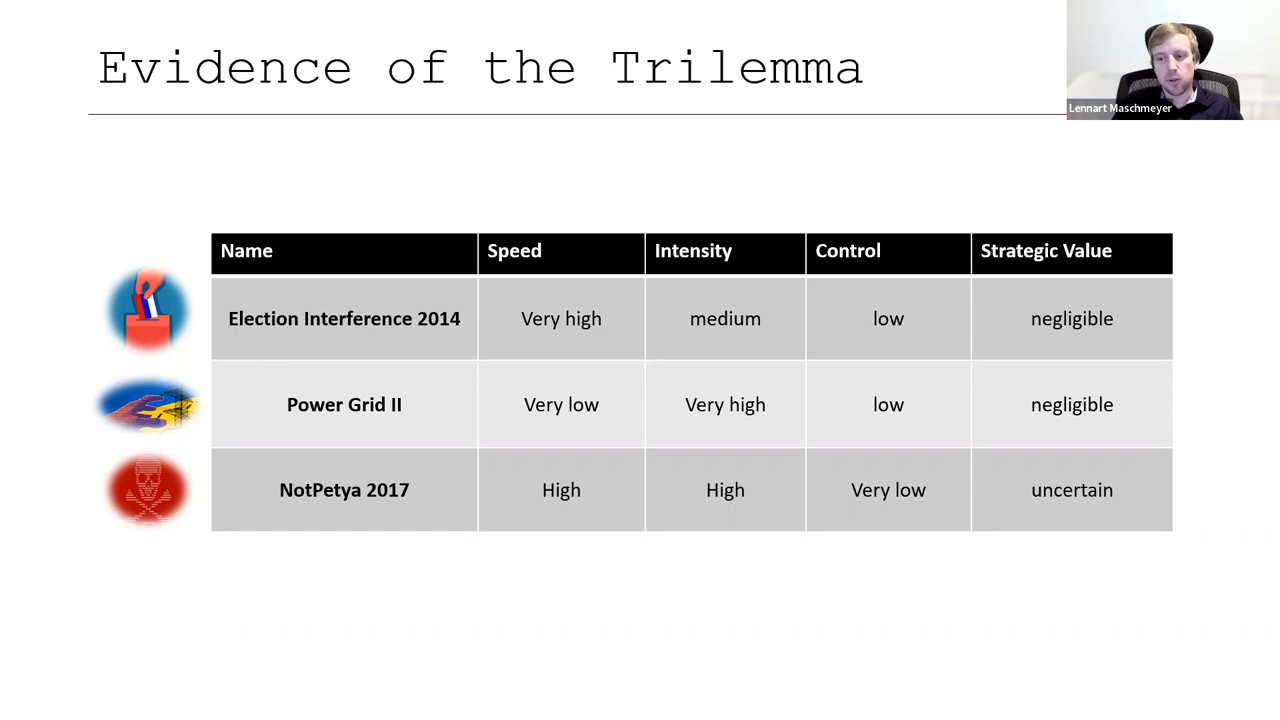 Evidence of the Trilemma
Lennart Maschmeyer
Name Speed Intensity Control Strategic Value
Election Interference 2014 Very high medium low negligible
Power Grid II Very low Very high low negligible
NotPetya 2017 High High Very low uncertain